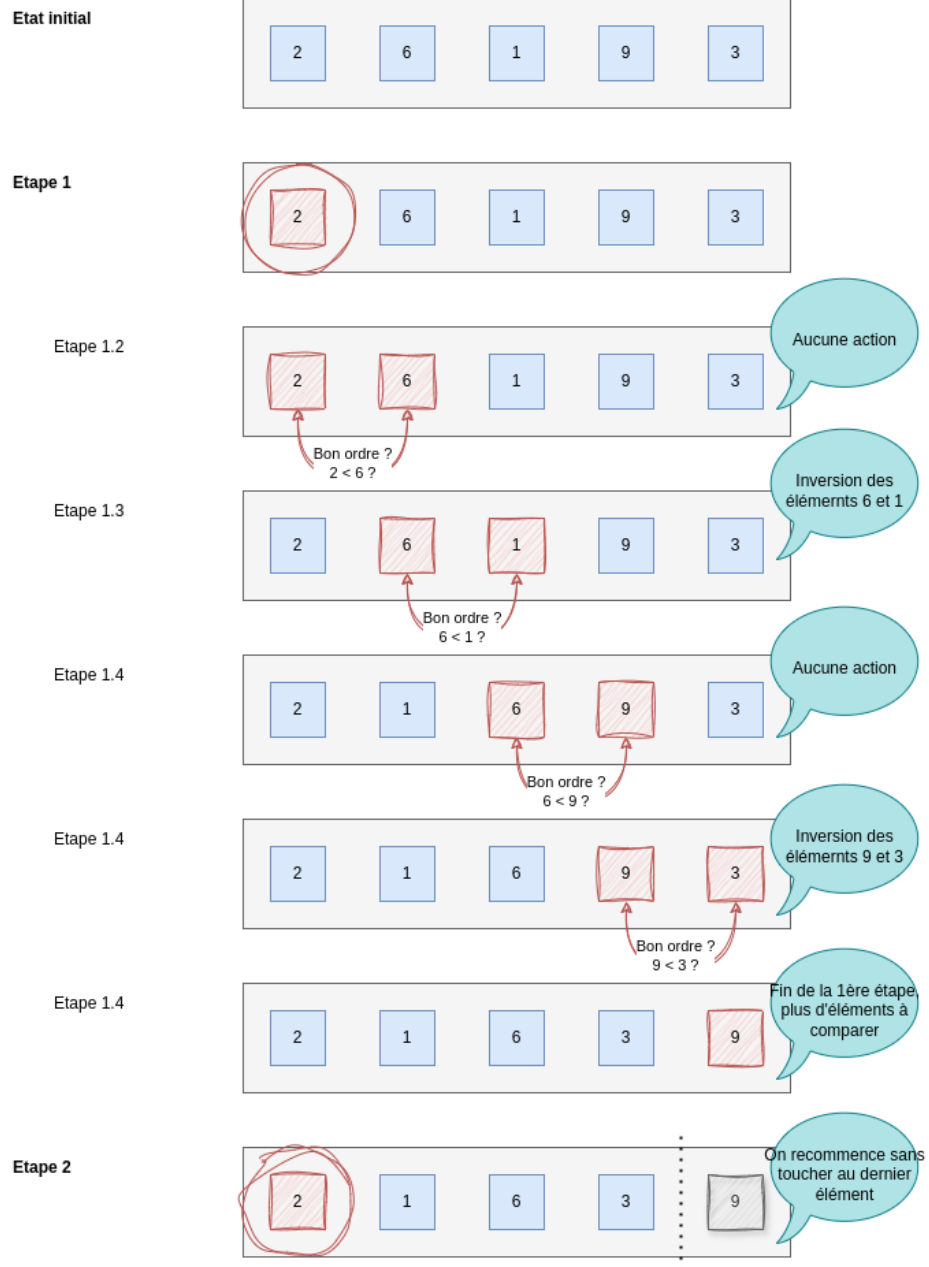 Etat initial
2 6 1 9 3
Etape 1
2 6 1 9 3
Aucune action
Etape 1.2
2 6 1 9 3
Bon ordre ?
2 < 6 ?
Inversion des
élémernts 6 et 1
Etape 1.3
2 6 1 9 3
Bon ordre ?
6 < 1 ?
Aucune action
Etape 1.4
2 1 6 9 3
Bon ordre ?
6 < 9 ?
Inversion des
élémernts 9 et 3
Etape 1.4
2 1 6 9 3
Bon ordre ?
9 < 3 ?
Fin de la 1ère étape,
plus d'éléments à
comparer
Etape 1.4
2 1 6 3 9
On recommence sans
toucher au dernier
élément
Etape 2
2 1 6 3 9